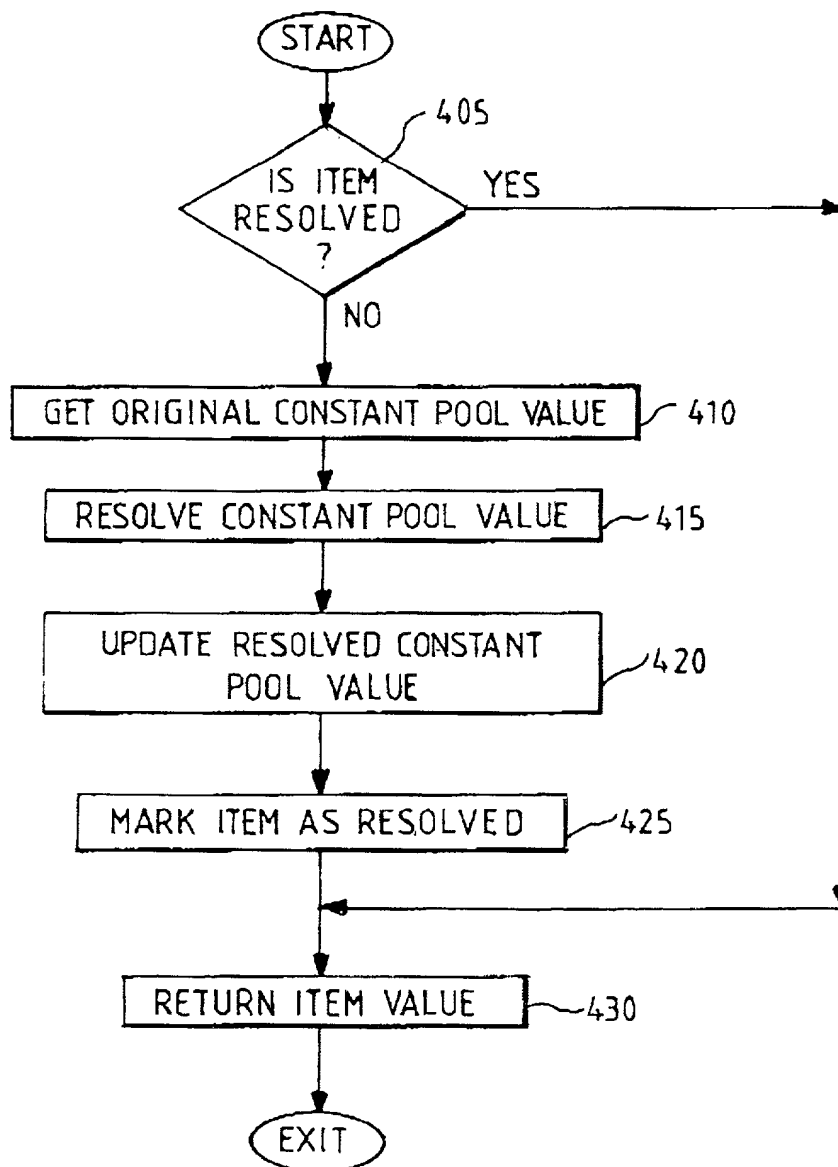 START
405
IS ITEM
RESOLVED
?
YES
NO
GET ORIGINAL CONSTANT POOL VALUE
410
RESOLVE CONSTANT POOL VALUE
415
UPDATE RESOLVED CONSTANT
POOL VALUE
420
MARK ITEM AS RESOLVED
425
RETURN ITEM VALUE
430
EXIT